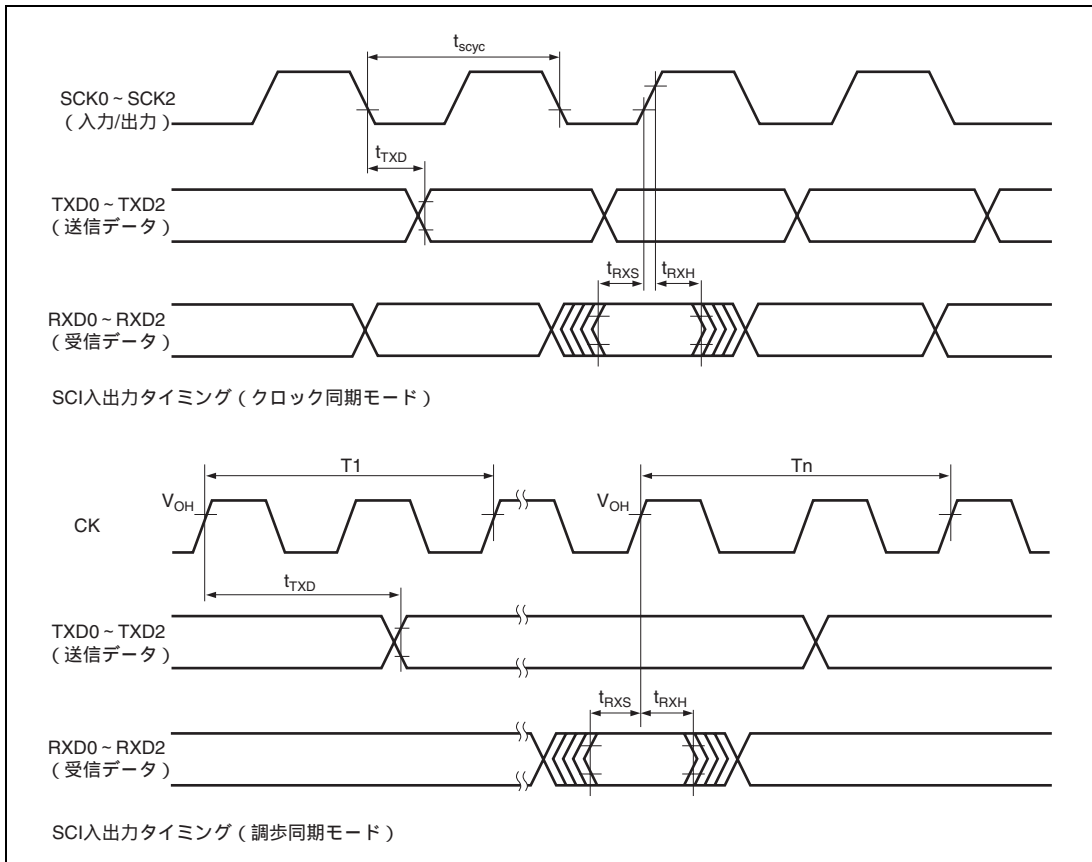 tscyc
SCK0 ~ SCK2
（入力/出力）
tTXD
TXD0 ~ TXD2
（送信データ）
tRXS
tRXH
RXD0 ~ RXD2
（受信データ）
SCI入出力タイミング（クロック同期モード）
T1
Tn
VOH
VOH
CK
tTXD
TXD0 ~ TXD2
（送信データ）
tRXS
tRXH
RXD0 ~ RXD2
（受信データ）
SCI入出力タイミング（調歩同期モード）